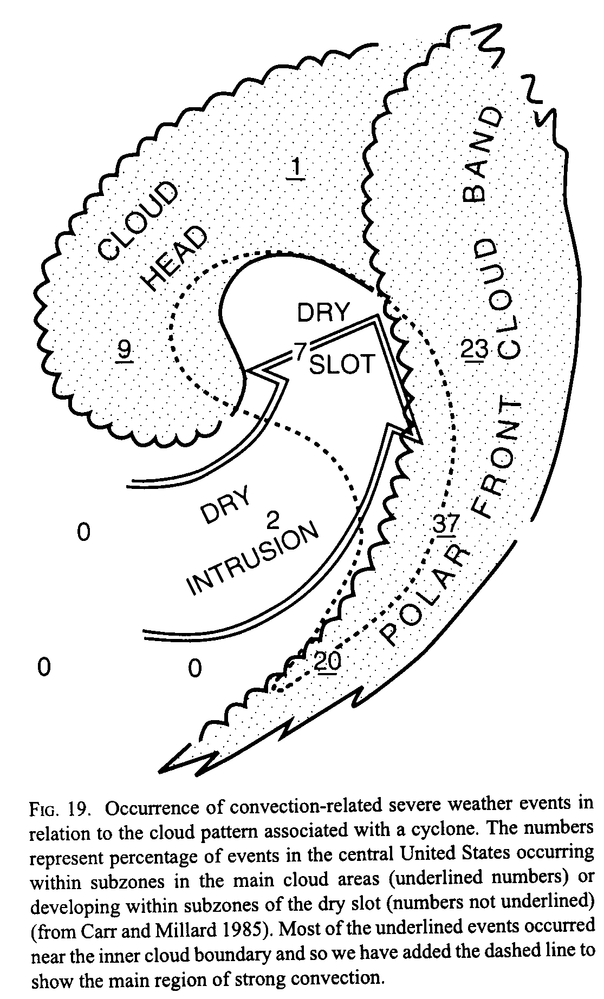 1
CLOUD
HEAD
BAND
CLOUD
FRONT
POLAR
DRY
7
SLOT
9
23
DRY
2
INTRUSION
0
37
0
0
20
FIG. 19. Occurrence of convection-related severe weather events in
relation to the cloud pattern associated with a cyclone. The numbers
represent percentage of events in the central United States occurring
within subzones in the main cloud areas (underlined numbers) or
developing within subzones of the dry slot (numbers not underlined)
(from Carr and Millard 1985). Most of the underlined events occurred
near the inner cloud boundary and so we have added the dashed line to
show the main region of strong convection.